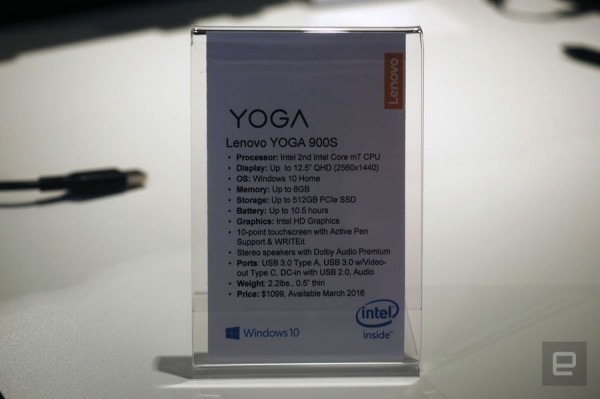 Lenovo
YOGA
Lenovo YOGA 900S
• Processor: Intel 2nd Intel Core m7 CPU
• Display: Up to 12.5" QHD (2560x1440)
• OS: Windows 10 Home
• Memory: Up to 8GB
• Storage: Up to 512GB PCIe SSD
• Battery: Up to 10.5 hours
• Graphics: Intel HD Graphics
• 10-point touchscreen with Active Pen
Support & WRITEit
• Stereo speakers with Dolby Audio Premium
• Ports: USB 3.0 Type A, USB 3.0 w/Video-
out Type C, DC-in with USB 2.0, Audio
• Weight: 2.2lbs., 0.5" thin
• Price: $1099, Available March 2016
Windows 10
intel
inside™
e